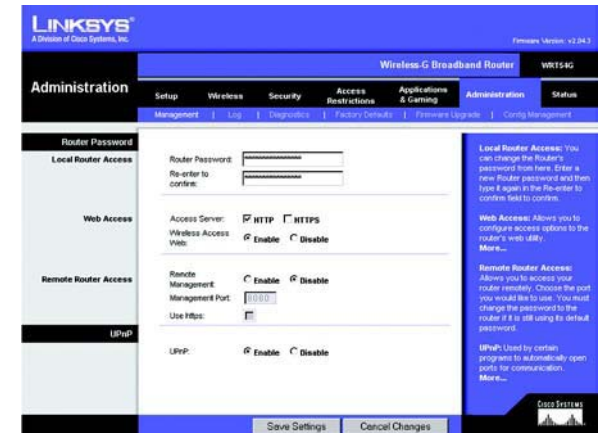 LINKSYS®
A Division of Cisco Systems, Inc.
Firmware Version: v2.04.3
Wireless-G Broadband Router
WRT54G
Administration
Setup
Wireless
Security
Access Restrictions
Applications & Gaming
Administration
Status
Management | Log | Diagnostics | Factory Defaults | Firmware Upgrade | Config Management
Router Password
Local Router Access
Router Password:
Re-enter to
confirm:
Web Access
Access Server: HTTP HTTPS
Wireless Access
Web: Enable Disable
Remote Router Access
Remote
Management: Enable Disable
Management Port: 8080
Use https:
UPnP
UPnP: Enable Disable
Local Router
Access: You
can change the
Router's
password from
here. Enter a
new Router
password and then
type it again in
the Re-enter to
confirm field to
confirm.
Web Access: Allows you to
configure access options to the
router's web utility.
More...
Remote Router Access:
Allows you to access your
router remotely. Choose the port
you would like to use. You must
change the password to the
router if it is still using its default
password.
UPnP: Used by certain
programs to automatically open
ports for communication.
More...
Save Settings
Cancel Changes
CISCO SYSTEMS